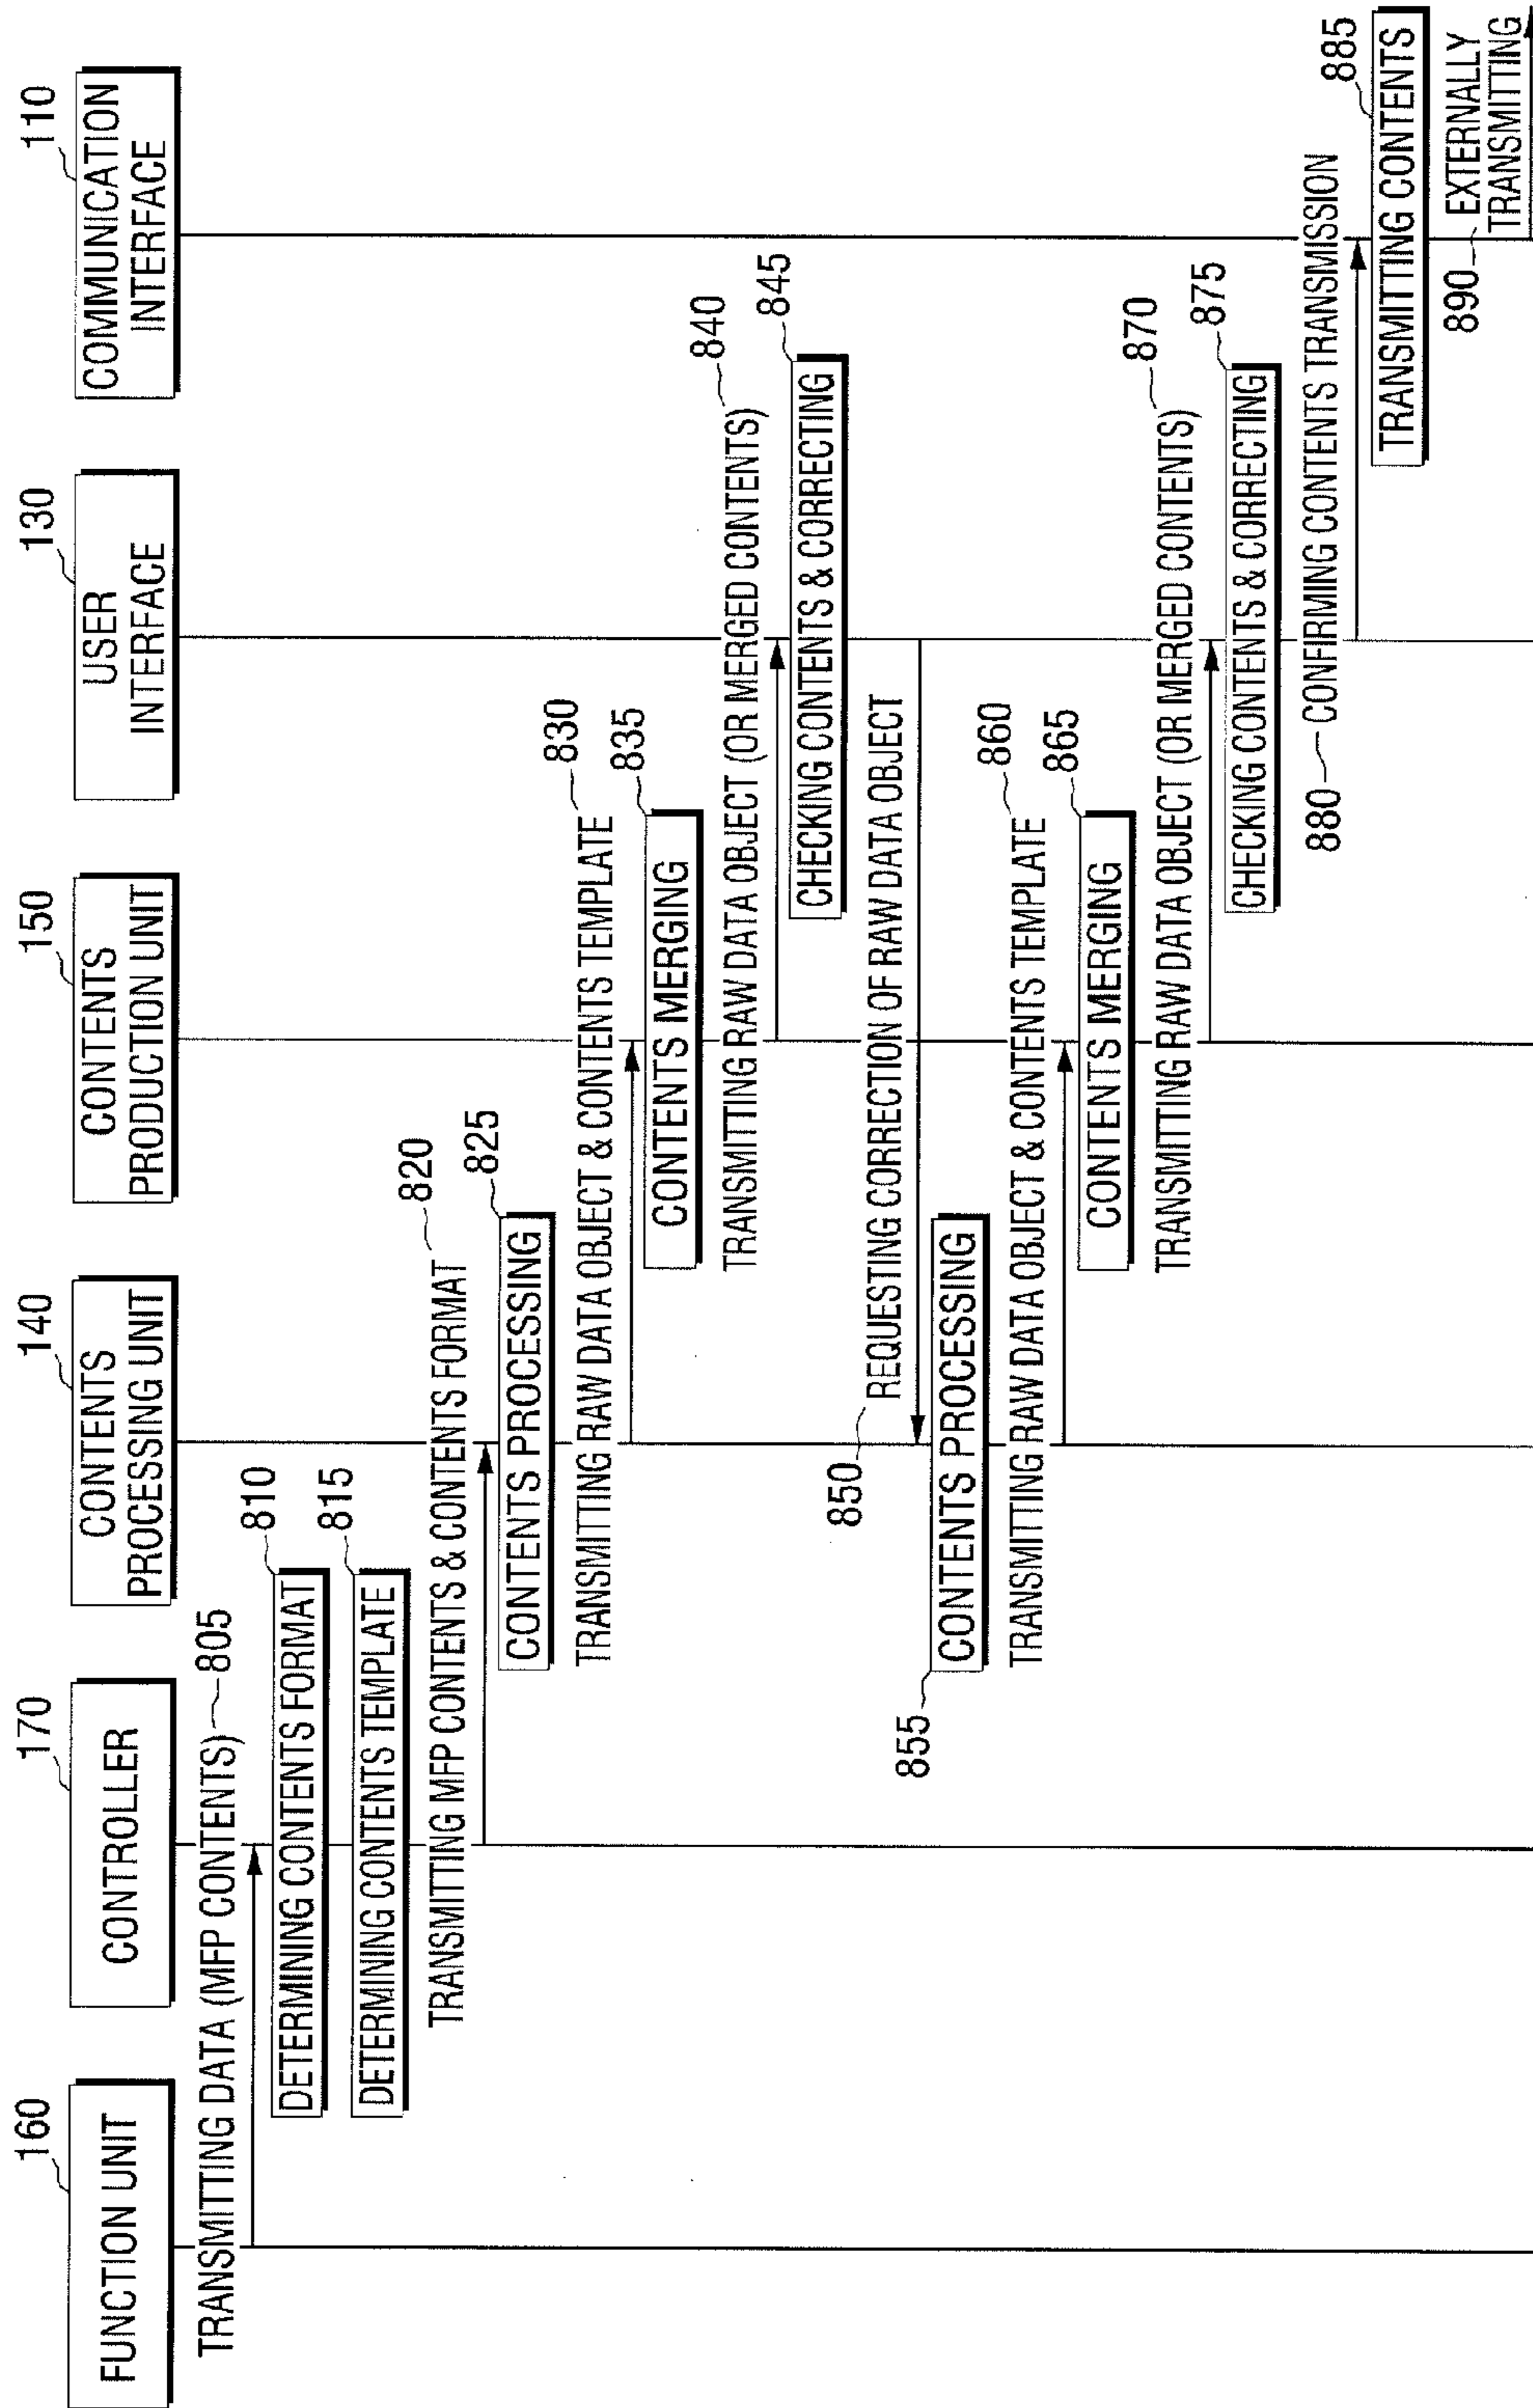 160
FUNCTION UNIT
170
CONTROLLER
140
CONTENTS
PROCESSING UNIT
150
CONTENTS
PRODUCTION UNIT
130
USER
INTERFACE
110
COMMUNICATION
INTERFACE
TRANSMITTING DATA (MFP CONTENTS) 805
810
DETERMINING CONTENTS FORMAT
815
DETERMINING CONTENTS TEMPLATE
820
TRANSMITTING MFP CONTENTS & CONTENTS FORMAT
825
CONTENTS PROCESSING
830
TRANSMITTING RAW DATA OBJECT & CONTENTS TEMPLATE
835
CONTENTS MERGING
840
TRANSMITTING RAW DATA OBJECT (OR MERGED CONTENTS)
845
CHECKING CONTENTS & CORRECTING
850
REQUESTING CORRECTION OF RAW DATA OBJECT
855
CONTENTS PROCESSING
860
TRANSMITTING RAW DATA OBJECT & CONTENTS TEMPLATE
865
CONTENTS MERGING
870
TRANSMITTING RAW DATA OBJECT (OR MERGED CONTENTS)
875
CHECKING CONTENTS & CORRECTING
880 CONFIRMING CONTENTS TRANSMISSION
885
TRANSMITTING CONTENTS
890 EXTERNALLY
TRANSMITTING